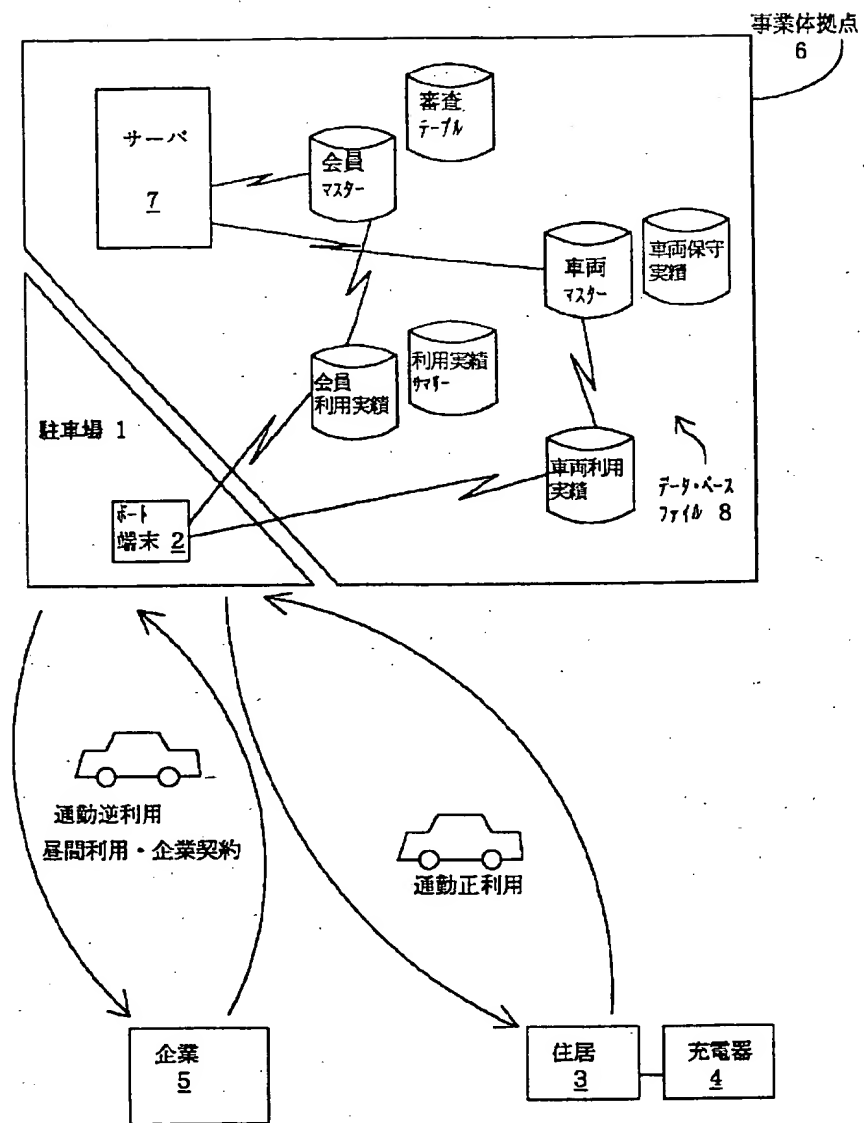 事業体拠点
6
審査
テーブル
サーバ
7
会員
マスター
車両
マスター
車両保守
実績
会員
利用実績
利用実績
サマリー
駐車場 1
車両利用
実績
データ・ベース
ファイル 8
ポート
端末 2
通勤逆利用
昼間利用・企業契約
通勤正利用
企業
5
住居
3
充電器
4